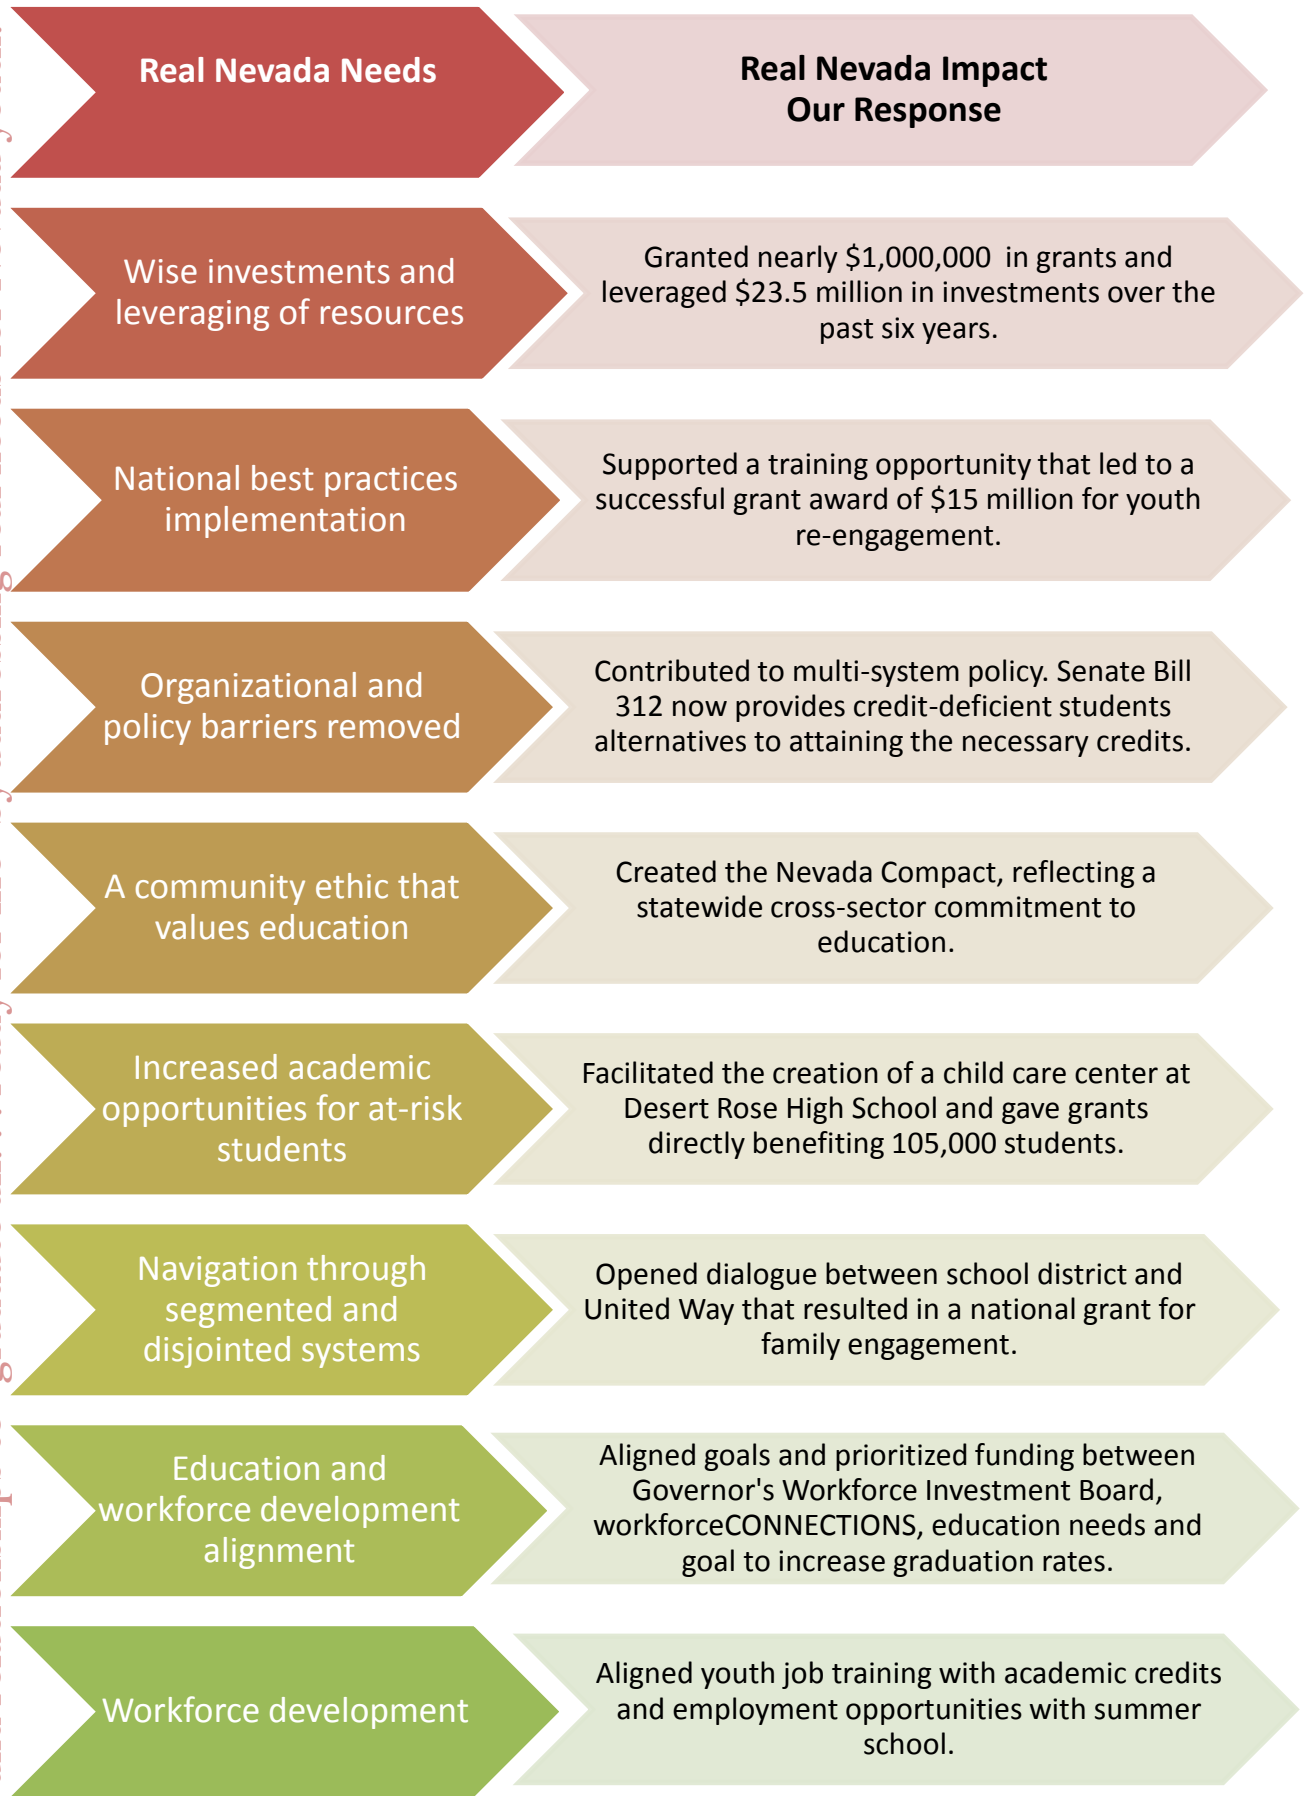 Real Nevada Needs
Real Nevada Impact
Our Response
Wise investments and
leveraging of resources
Granted nearly $1,000,000  in grants and
leveraged $23.5 million in investments over the
past six years.
National best practices
implementation
Supported a training opportunity that led to a
successful grant award of $15 million for youth
re-engagement.
Organizational and
policy barriers removed
Contributed to multi-system policy. Senate Bill
312 now provides credit-deficient students
alternatives to attaining the necessary credits.
A community ethic that
values education
Created the Nevada Compact, reflecting a
statewide cross-sector commitment to
education.
Increased academic
opportunities for at-risk
students
Facilitated the creation of a child care center at
Desert Rose High School and gave grants
directly benefiting 105,000 students.
Navigation through
segmented and
disjointed systems
Opened dialogue between school district and
United Way that resulted in a national grant for
family engagement.
Education and
workforce development
alignment
Aligned goals and prioritized funding between
Governor's Workforce Investment Board,
workforceCONNECTIONS, education needs and
goal to increase graduation rates.
Workforce development
Aligned youth job training with academic credits
and employment opportunities with summer
school.